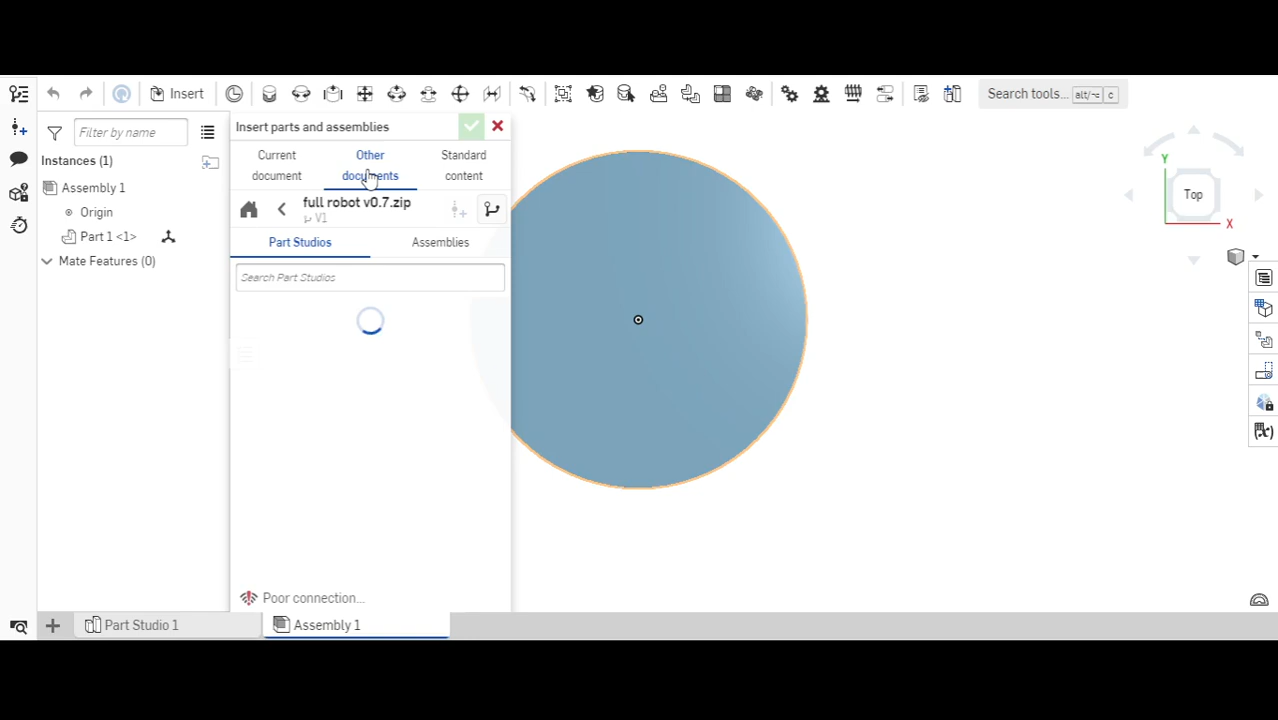 Insert
Search tools... alt/⌥ c
Filter by name
Insert parts and assemblies
Instances (1)
Current document
Other documents
Standard content
Assembly 1
Origin
Part 1 <1>
Mate Features (0)
full robot v0.7.zip
V1
Part Studios
Assemblies
Search Part Studios
Y
Top
X
Poor connection...
Part Studio 1
Assembly 1